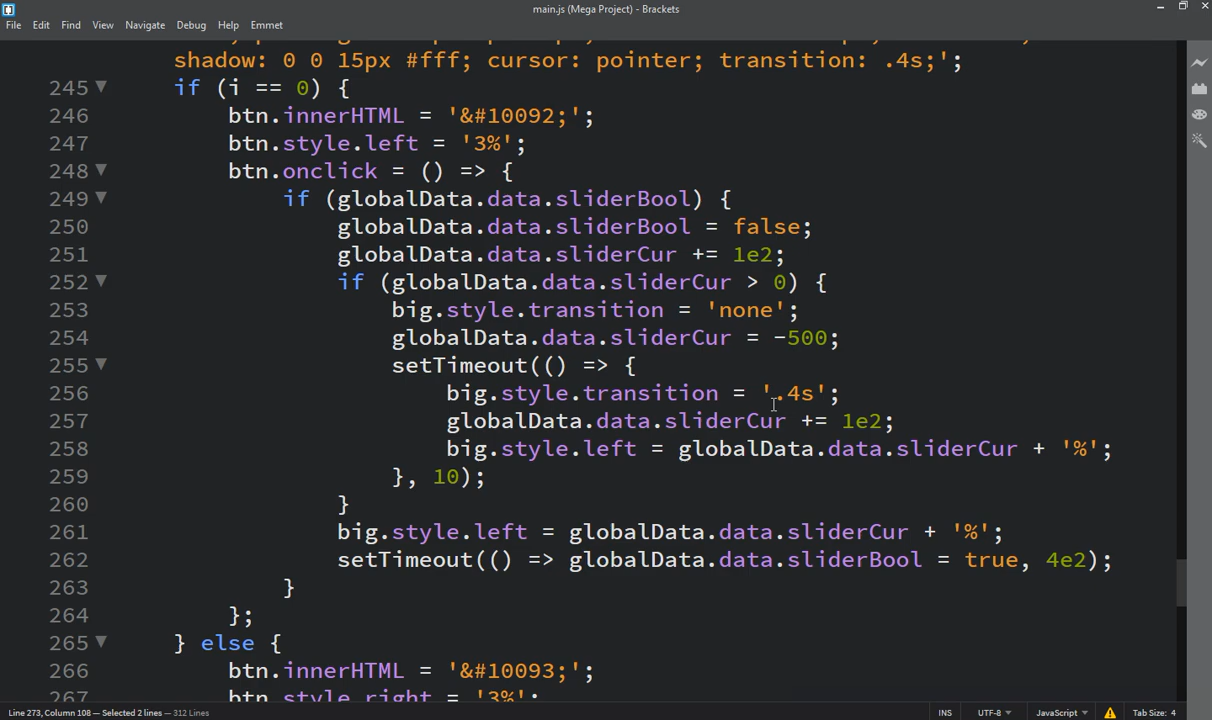 main.js (Mega Project) - Brackets
File Edit Find View Navigate Debug Help Emmet
shadow: 0 0 15px #fff; cursor: pointer; transition: .4s;';
245 if (i == 0) {
246 btn.innerHTML = '&#10092;';
247 btn.style.left = '3%';
248 btn.onclick = () => {
249 if (globalData.data.sliderBool) {
250 globalData.data.sliderBool = false;
251 globalData.data.sliderCur += 1e2;
252 if (globalData.data.sliderCur > 0) {
253 big.style.transition = 'none';
254 globalData.data.sliderCur = -500;
255 setTimeout(() => {
256 big.style.transition = '.4s';
257 globalData.data.sliderCur += 1e2;
258 big.style.left = globalData.data.sliderCur + '%';
259 }, 10);
260 }
261 big.style.left = globalData.data.sliderCur + '%';
262 setTimeout(() => globalData.data.sliderBool = true, 4e2);
263 }
264 };
265 } else {
266 btn.innerHTML = '&#10093;';
267 btn.style.right = '3%';
Line 273, Column 108 — Selected 2 lines — 312 Lines INS UTF-8 JavaScript Tab Size: 4